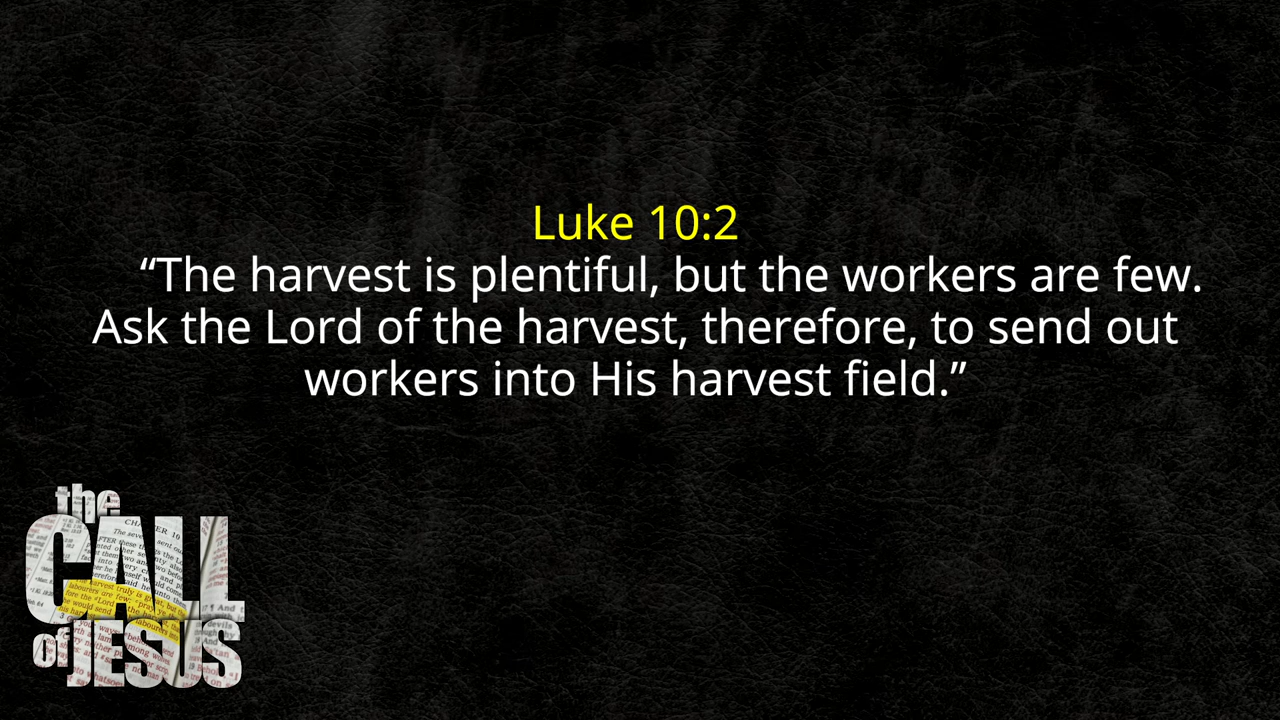 Luke 10:2
“The harvest is plentiful, but the workers are few.
Ask the Lord of the harvest, therefore, to send out
workers into His harvest field.”
the
CALL
of JESUS